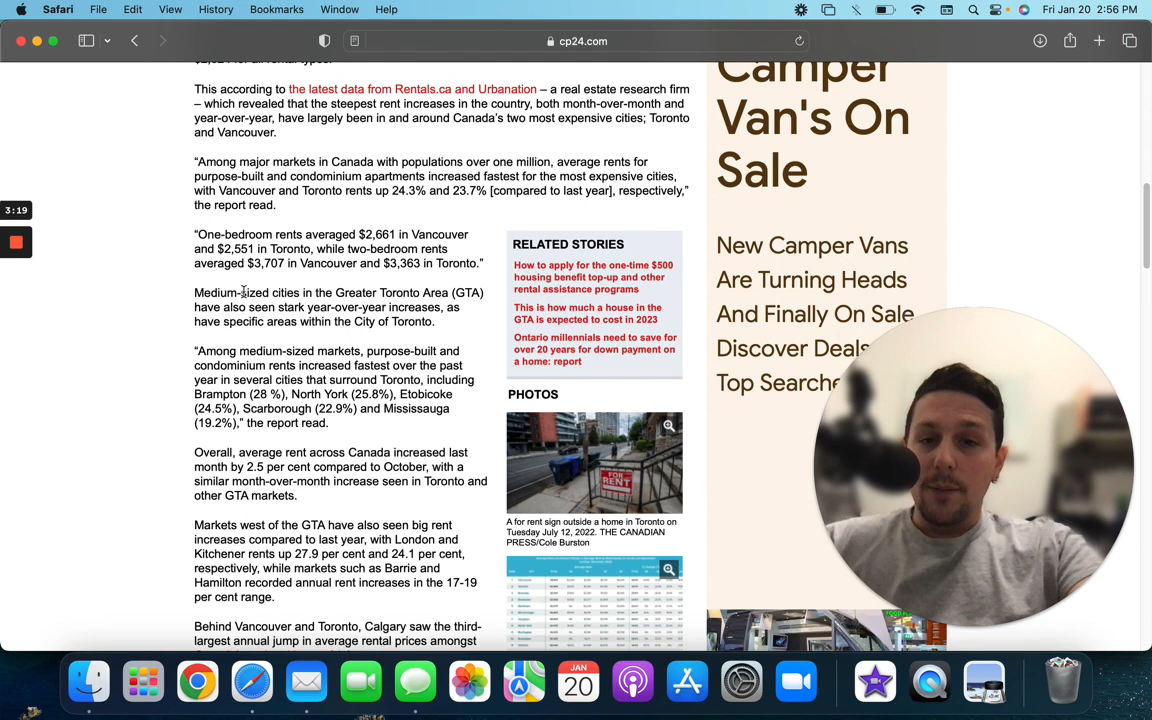 Safari File Edit View History Bookmarks Window Help Fri Jan 20 2:56 PM
cp24.com
This according to the latest data from Rentals.ca and Urbanation – a real estate research firm
– which revealed that the steepest rent increases in the country, both month-over-month and
year-over-year, have largely been in and around Canada's two most expensive cities; Toronto
and Vancouver.
“Among major markets in Canada with populations over one million, average rents for
purpose-built and condominium apartments increased fastest for the most expensive cities,
with Vancouver and Toronto rents up 24.3% and 23.7% [compared to last year], respectively,”
the report read.
3:19
“One-bedroom rents averaged $2,661 in Vancouver
and $2,551 in Toronto, while two-bedroom rents
averaged $3,707 in Vancouver and $3,363 in Toronto.”
Medium-sized cities in the Greater Toronto Area (GTA)
have also seen stark year-over-year increases, as
have specific areas within the City of Toronto.
“Among medium-sized markets, purpose-built and
condominium rents increased fastest over the past
year in several cities that surround Toronto, including
Brampton (28 %), North York (25.8%), Etobicoke
(24.5%), Scarborough (22.9%) and Mississauga
(19.2%),” the report read.
Overall, average rent across Canada increased last
month by 2.5 per cent compared to October, with a
similar month-over-month increase seen in Toronto and
other GTA markets.
Markets west of the GTA have also seen big rent
increases compared to last year, with London and
Kitchener rents up 27.9 per cent and 24.1 per cent,
respectively, while markets such as Barrie and
Hamilton recorded annual rent increases in the 17-19
per cent range.
Behind Vancouver and Toronto, Calgary saw the third-
largest annual jump in average rental prices amongst
RELATED STORIES
How to apply for the one-time $500
housing benefit top-up and other
rental assistance programs
This is how much a house in the
GTA is expected to cost in 2023
Ontario millennials need to save for
over 20 years for down payment on
a home: report
PHOTOS
FOR
RENT
A for rent sign outside a home in Toronto on
Tuesday July 12, 2022. THE CANADIAN
PRESS/Cole Burston
Camper
Van's On
Sale
New Camper Vans
Are Turning Heads
And Finally On Sale
Discover Deals
Top Searche
JAN
20